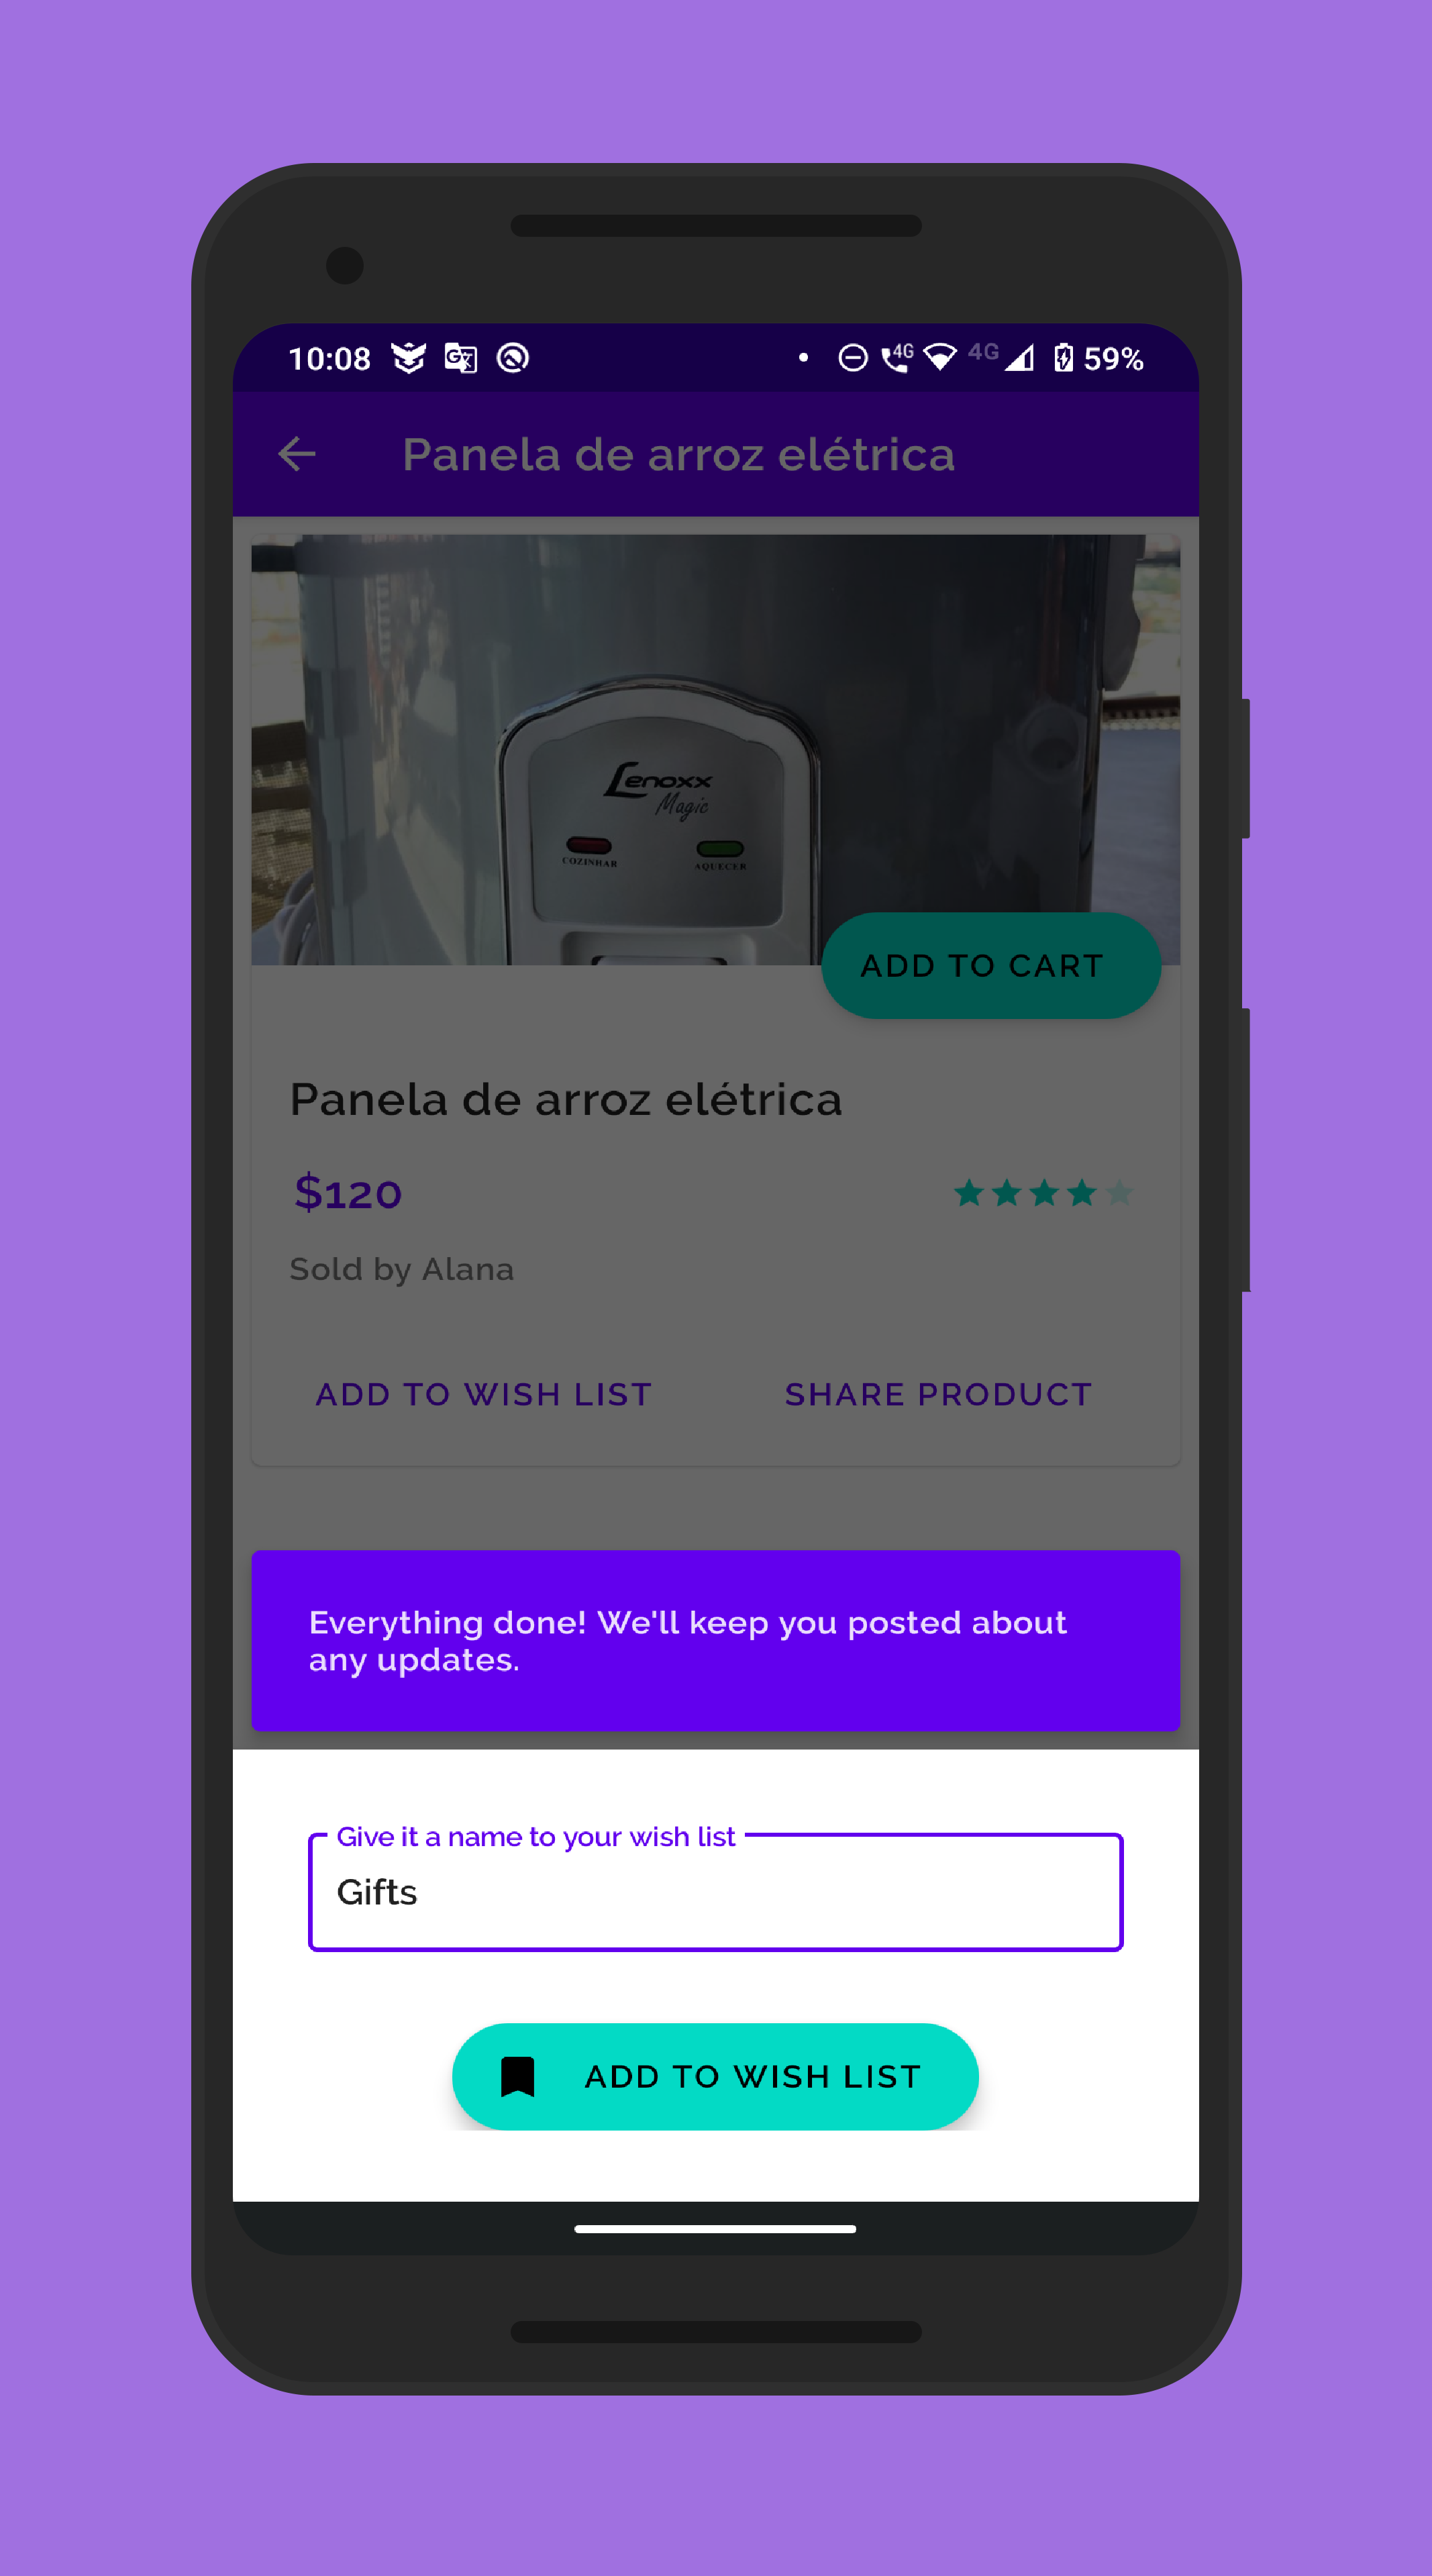 10:08
4G
4G
59%
Panela de arroz elétrica
Lenoxx
Magic
COZINHAR
AQUECER
ADD TO CART
Panela de arroz elétrica
$120
Sold by Alana
ADD TO WISH LIST
SHARE PRODUCT
Everything done! We'll keep you posted about
any updates.
Give it a name to your wish list
Gifts
ADD TO WISH LIST